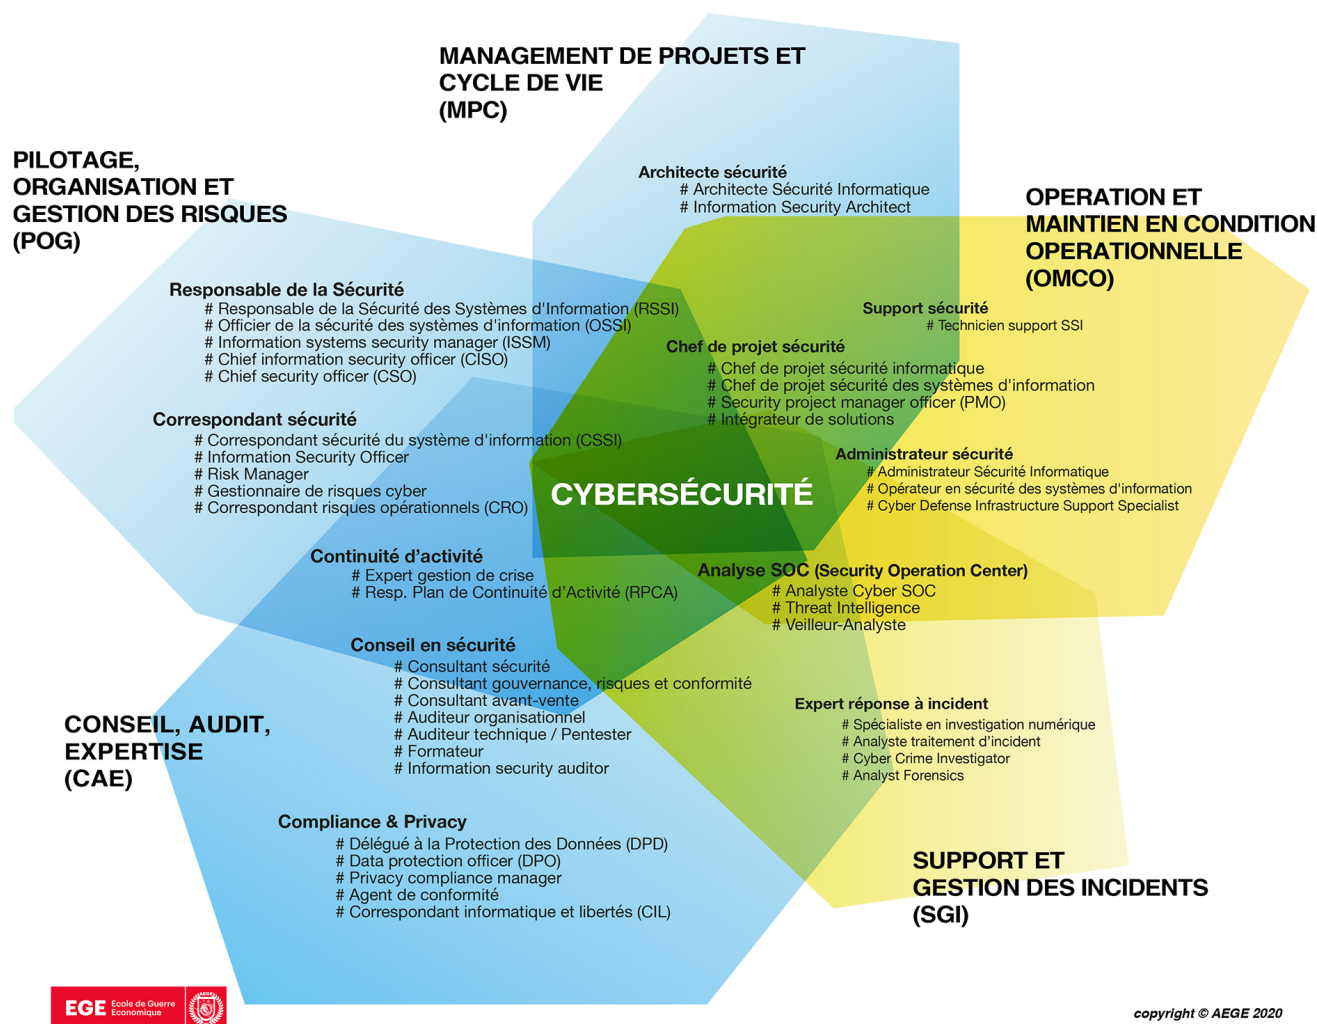 MANAGEMENT DE PROJETS ET
CYCLE DE VIE
(MPC)
PILOTAGE,
ORGANISATION ET
GESTION DES RISQUES
(POG)
Architecte sécurité
# Architecte Sécurité Informatique
# Information Security Architect
OPERATION ET
MAINTIEN EN CONDITION
OPERATIONNELLE
(OMCO)
Responsable de la Sécurité
# Responsable de la Sécurité des Systèmes d'Information (RSSI)
# Officier de la sécurité des systèmes d'information (OSSI)
# Information systems security manager (ISSM)
# Chief information security officer (CISO)
# Chief security officer (CSO)
Support sécurité
# Technicien support SSI
Chef de projet sécurité
# Chef de projet sécurité informatique
# Chef de projet sécurité des systèmes d'information
# Security project manager officer (PMO)
# Intégrateur de solutions
Correspondant sécurité
# Correspondant sécurité du système d'information (CSSI)
# Information Security Officer
# Risk Manager
# Gestionnaire de risques cyber
# Correspondant risques opérationnels (CRO)
Administrateur sécurité
# Administrateur Sécurité Informatique
# Opérateur en sécurité des systèmes d'information
# Cyber Defense Infrastructure Support Specialist
CYBERSÉCURITÉ
Continuité d’activité
# Expert gestion de crise
# Resp. Plan de Continuité d’Activité (RPCA)
Analyse SOC (Security Operation Center)
# Analyste Cyber SOC
# Threat Intelligence
# Veilleur-Analyste
Conseil en sécurité
# Consultant sécurité
# Consultant gouvernance, risques et conformité
# Consultant avant-vente
# Auditeur organisationnel
# Auditeur technique / Pentester
# Formateur
# Information security auditor
Expert réponse à incident
# Spécialiste en investigation numérique
# Analyste traitement d’incident
# Cyber Crime Investigator
# Analyst Forensics
CONSEIL, AUDIT,
EXPERTISE
(CAE)
Compliance & Privacy
# Délégué à la Protection des Données (DPD)
# Data protection officer (DPO)
# Privacy compliance manager
# Agent de conformité
# Correspondant informatique et libertés (CIL)
SUPPORT ET
GESTION DES INCIDENTS
(SGI)
EGE
Ecole de Guerre
Economique
AEGE
copyright © AEGE 2020